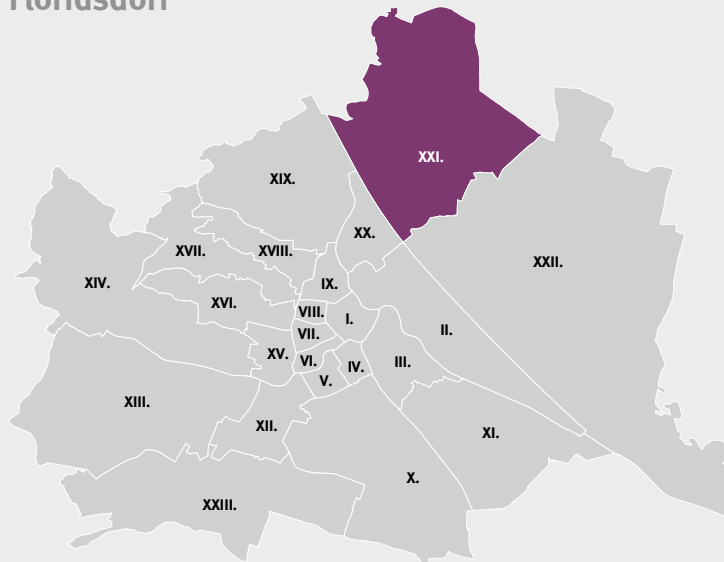 Floridsdorf
XXI.
XIX.
XX.
XVII.
XVIII.
XXII.
XIV.
IX.
XVI.
VIII.
I.
II.
VII.
XV.
VI.
IV.
III.
V.
XIII.
XII.
XI.
X.
XXIII.